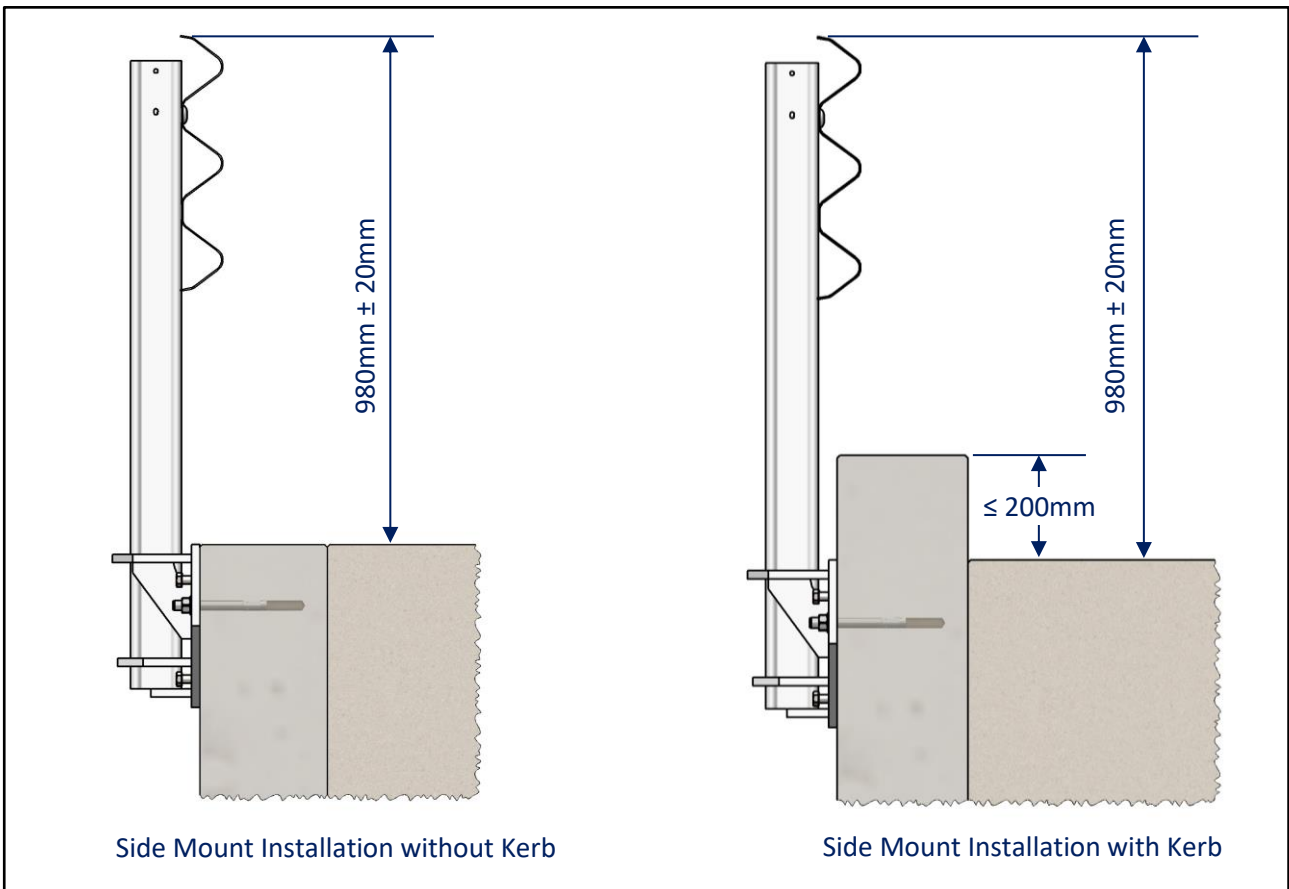 980mm ± 20mm
980mm ± 20mm
≤ 200mm
Side Mount Installation without Kerb
Side Mount Installation with Kerb